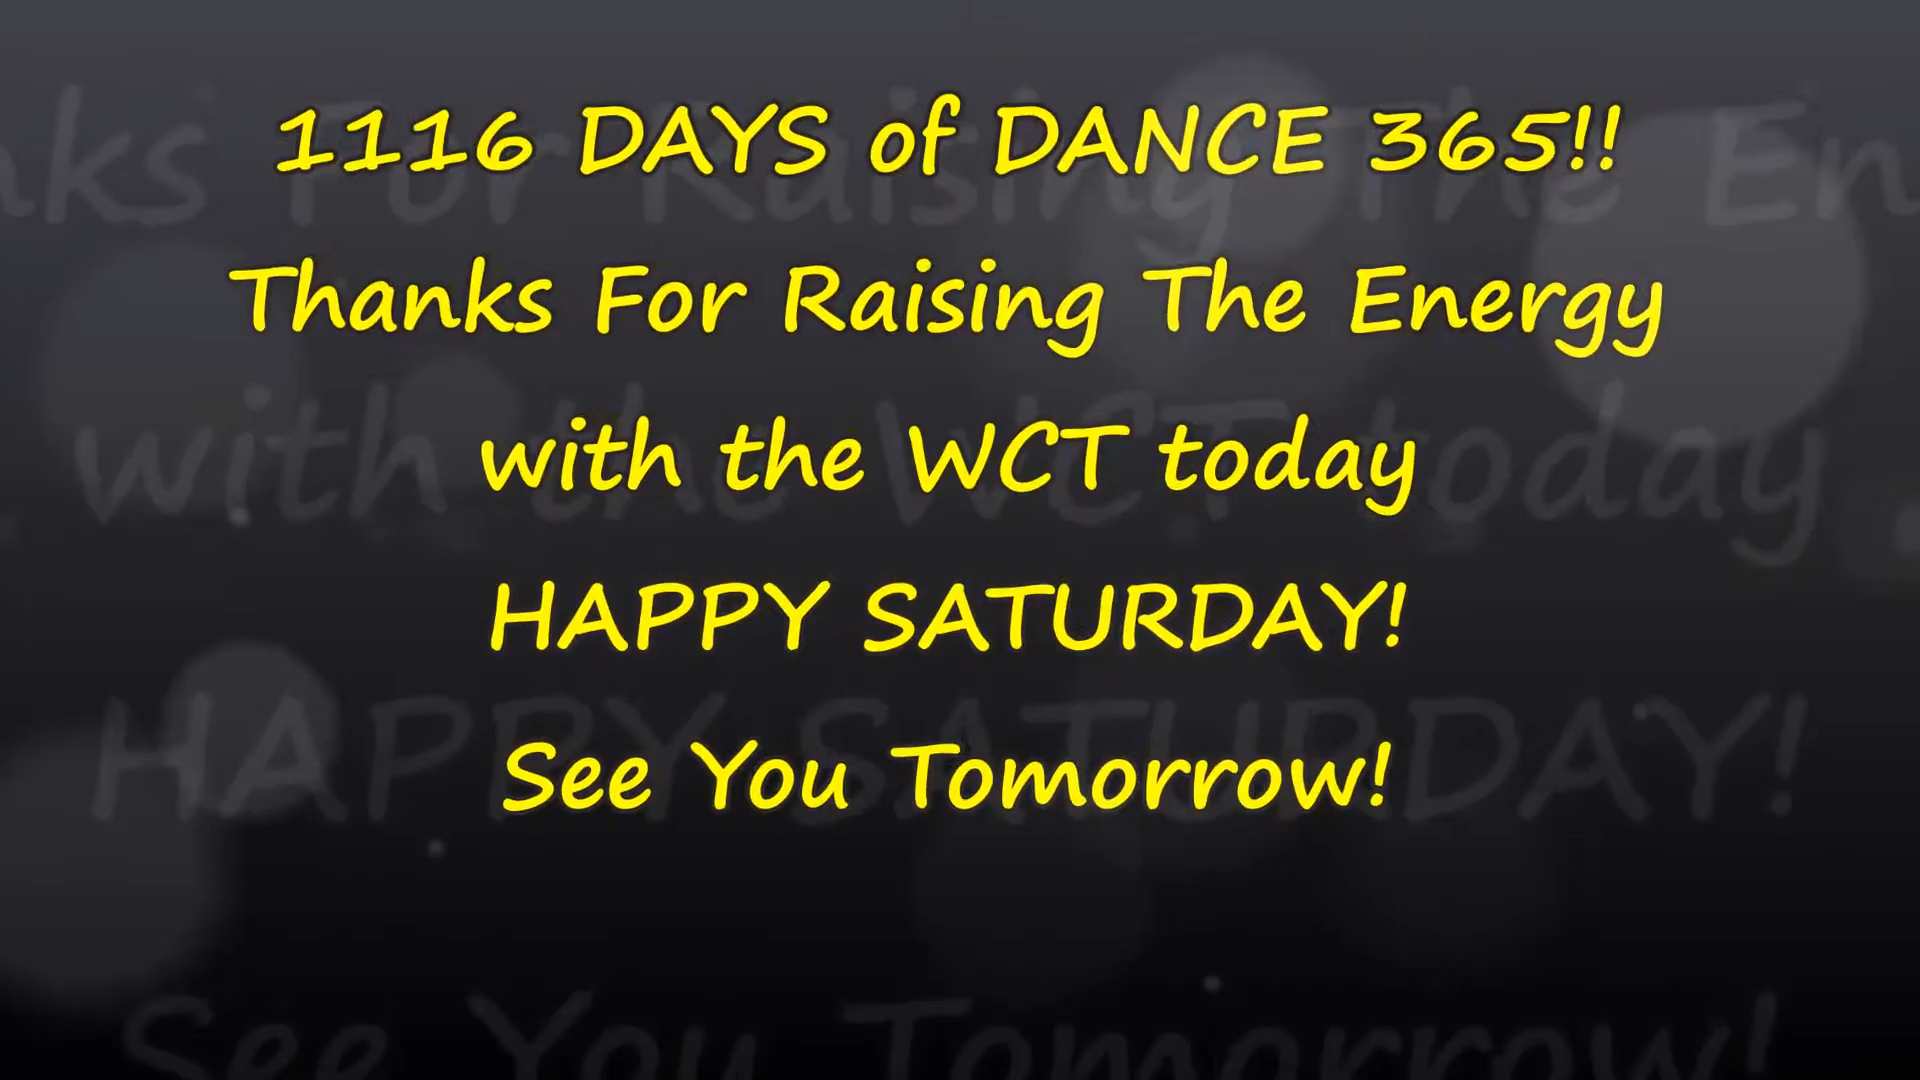 1116 DAYS of DANCE 365!!
Thanks For Raising The Energy
with the WCT today
HAPPY SATURDAY!
See You Tomorrow!